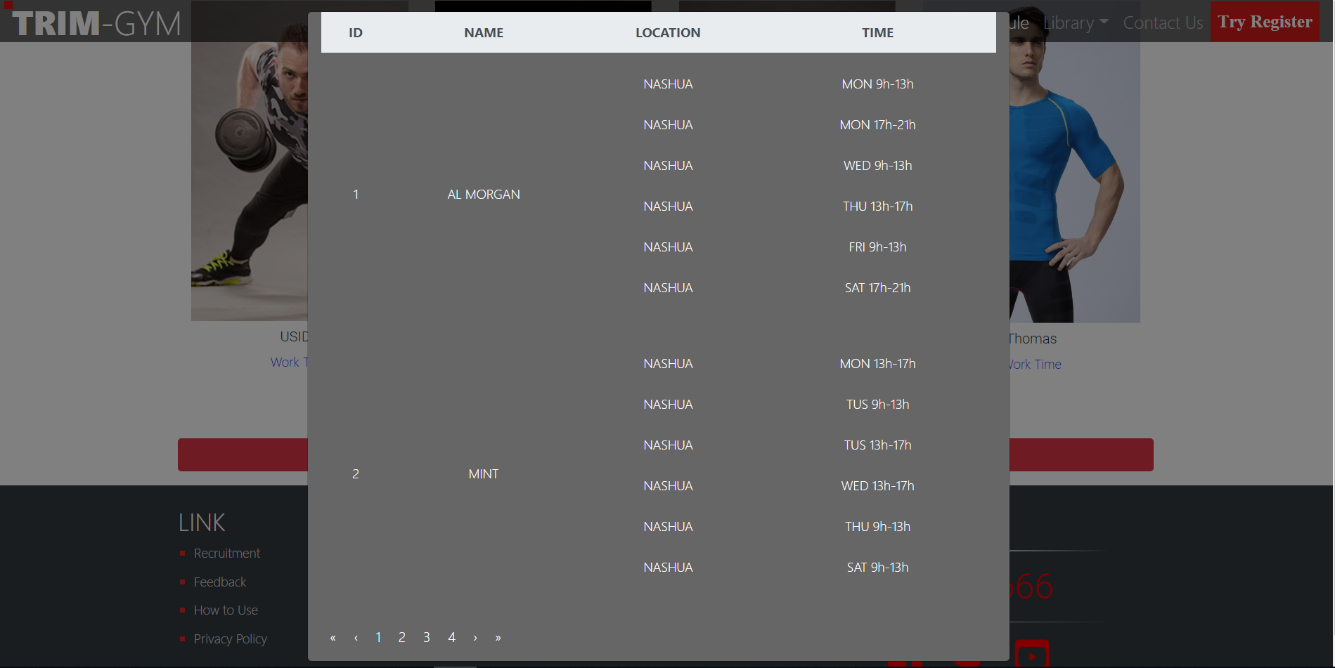 TRIM-GYM
Library
Contact Us
Try Register
ID NAME LOCATION TIME
NASHUA MON 9h-13h
NASHUA MON 17h-21h
NASHUA WED 9h-13h
1 AL MORGAN
NASHUA THU 13h-17h
NASHUA FRI 9h-13h
NASHUA SAT 17h-21h
Thomas
Work Time
NASHUA MON 13h-17h
NASHUA TUS 9h-13h
NASHUA TUS 13h-17h
2 MINT
NASHUA WED 13h-17h
NASHUA THU 9h-13h
NASHUA SAT 9h-13h
« ‹ 1 2 3 4 › »
LINK
Recruitment
Feedback
How to Use
Privacy Policy